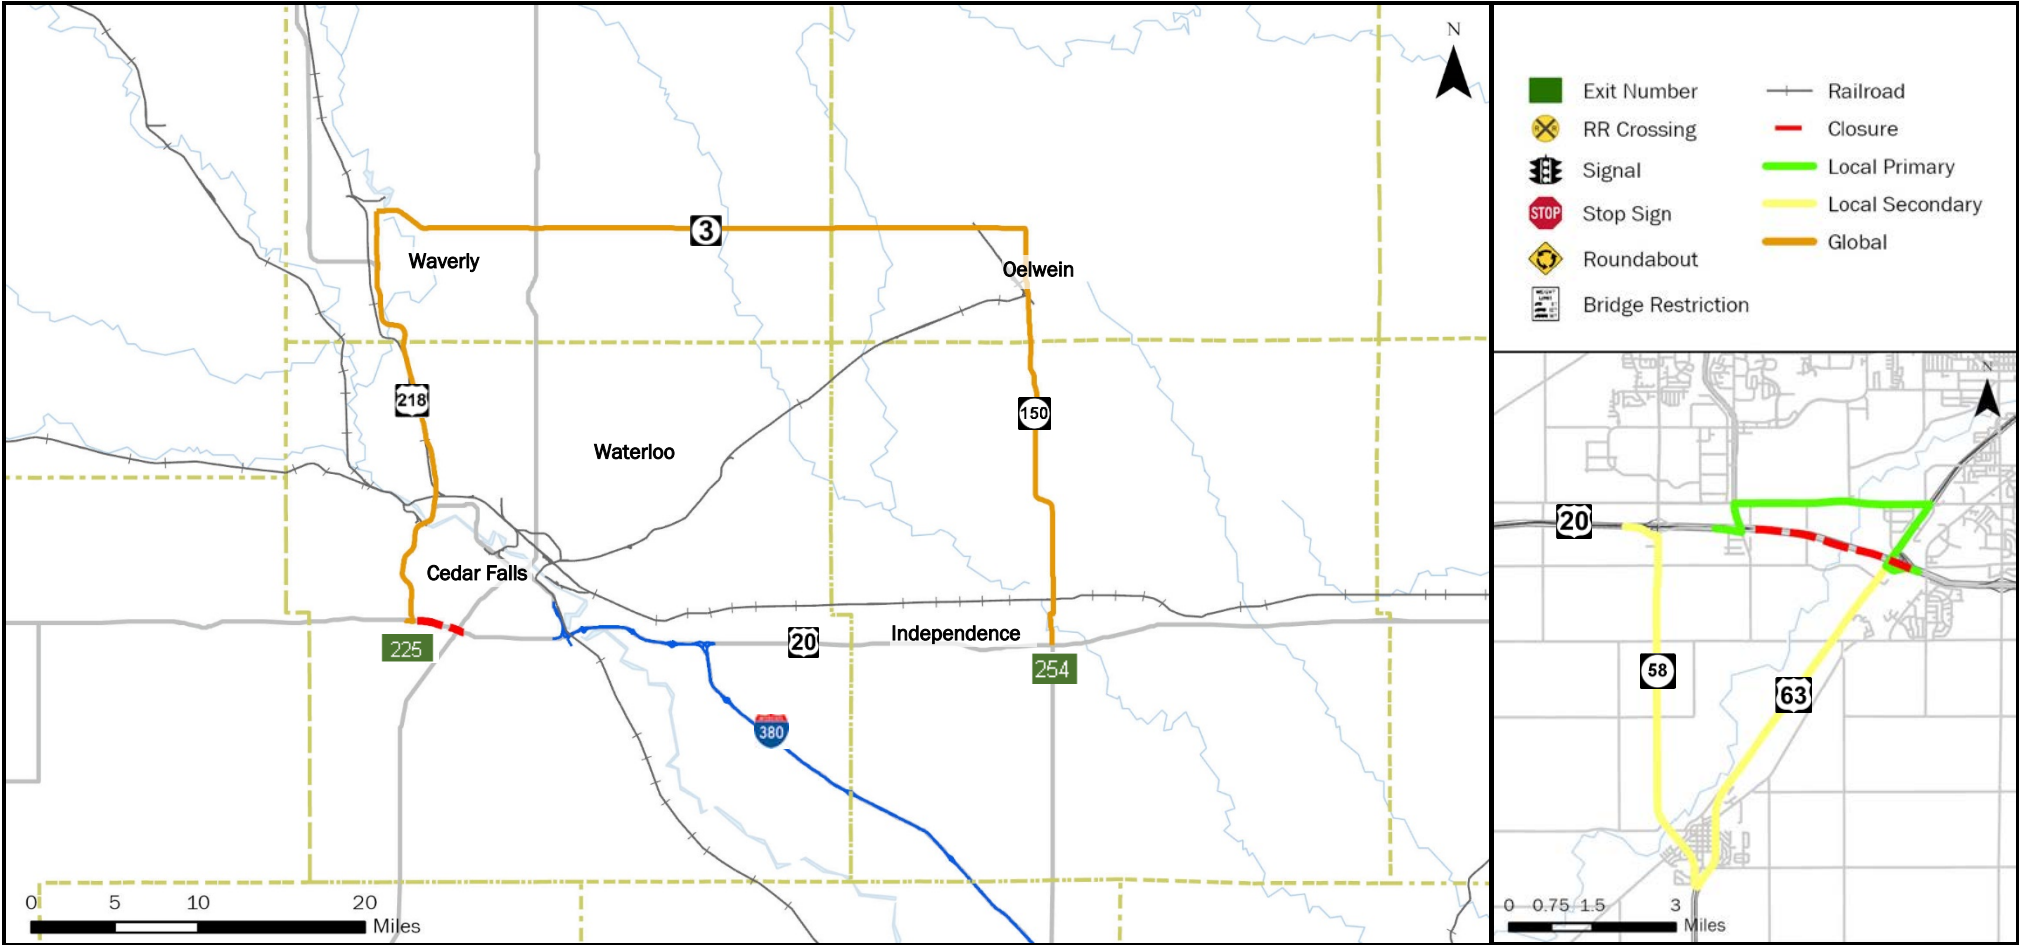 N
3
Waverly
Oelwein
218
150
Waterloo
Cedar Falls
225
20
Independence
254
380
0 5 10 20
Miles
Exit Number
RR Crossing
Signal
STOP
Stop Sign
Roundabout
Bridge Restriction
Railroad
Closure
Local Primary
Local Secondary
Global
N
20
58
63
0 0.75 1.5 3
Miles